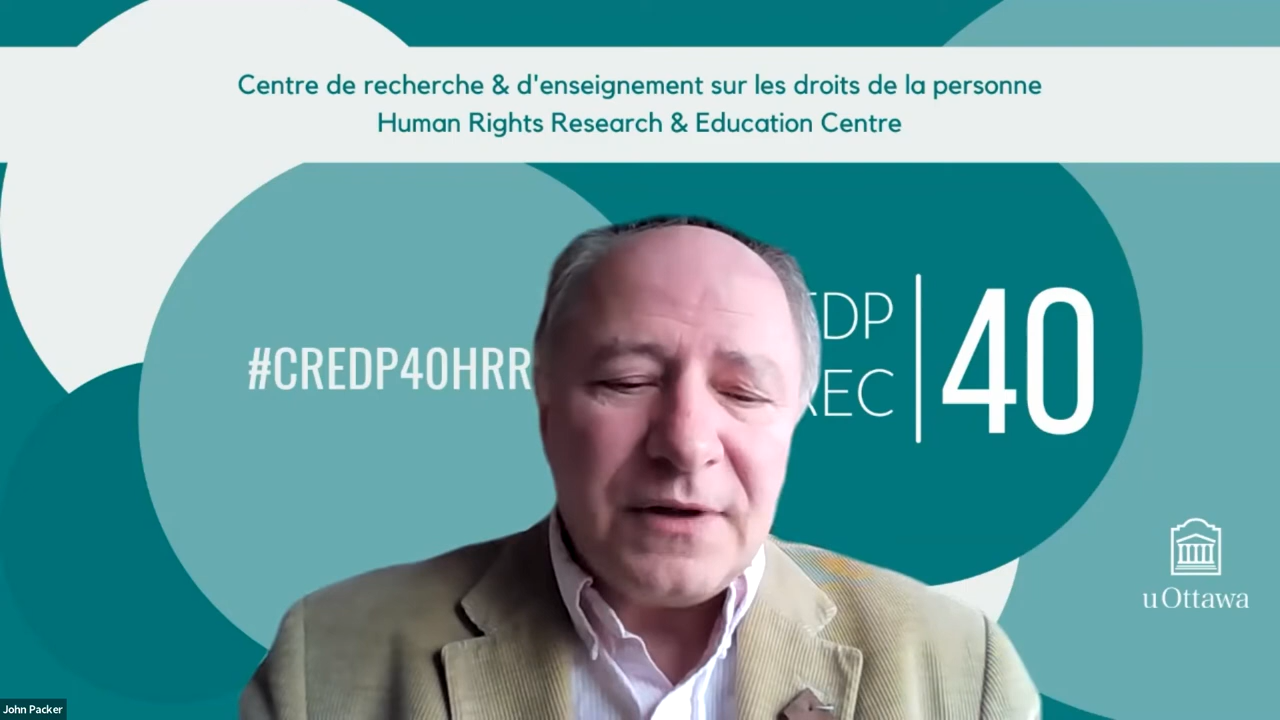 Centre de recherche & d'enseignement sur les droits de la personne
Human Rights Research & Education Centre
#CREDP40HRR
EDP
REC
40
uOttawa
John Packer